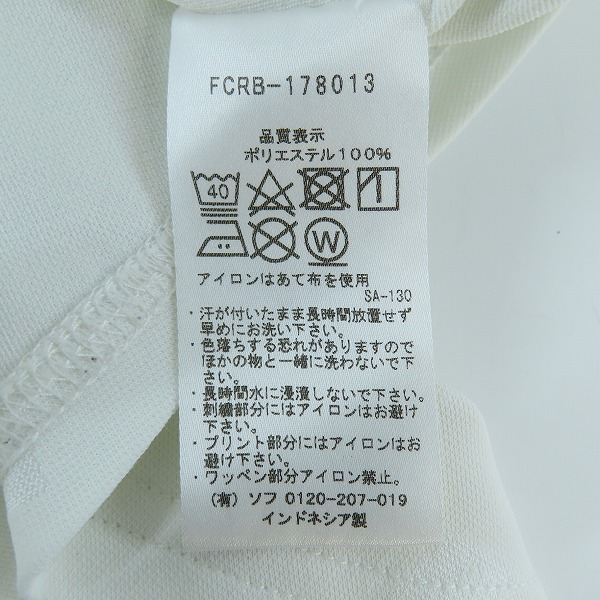 FCRB-178013
品質表示
ポリエステル100%
40
W
アイロンはあて布を使用
SA-130
・汗が付いたまま長時間放置せず
早めにお洗い下さい。
・色落ちする恐れがありますので
ほかの物と一緒に洗わないで下
さい。
・長時間水に浸漬しないで下さい。
・刺繍部分にはアイロンはお避け
下さい。
・プリント部分にはアイロンはお
避け下さい。
・ワッペン部分アイロン禁止。
(有) ソフ 0120-207-019
インドネシア製